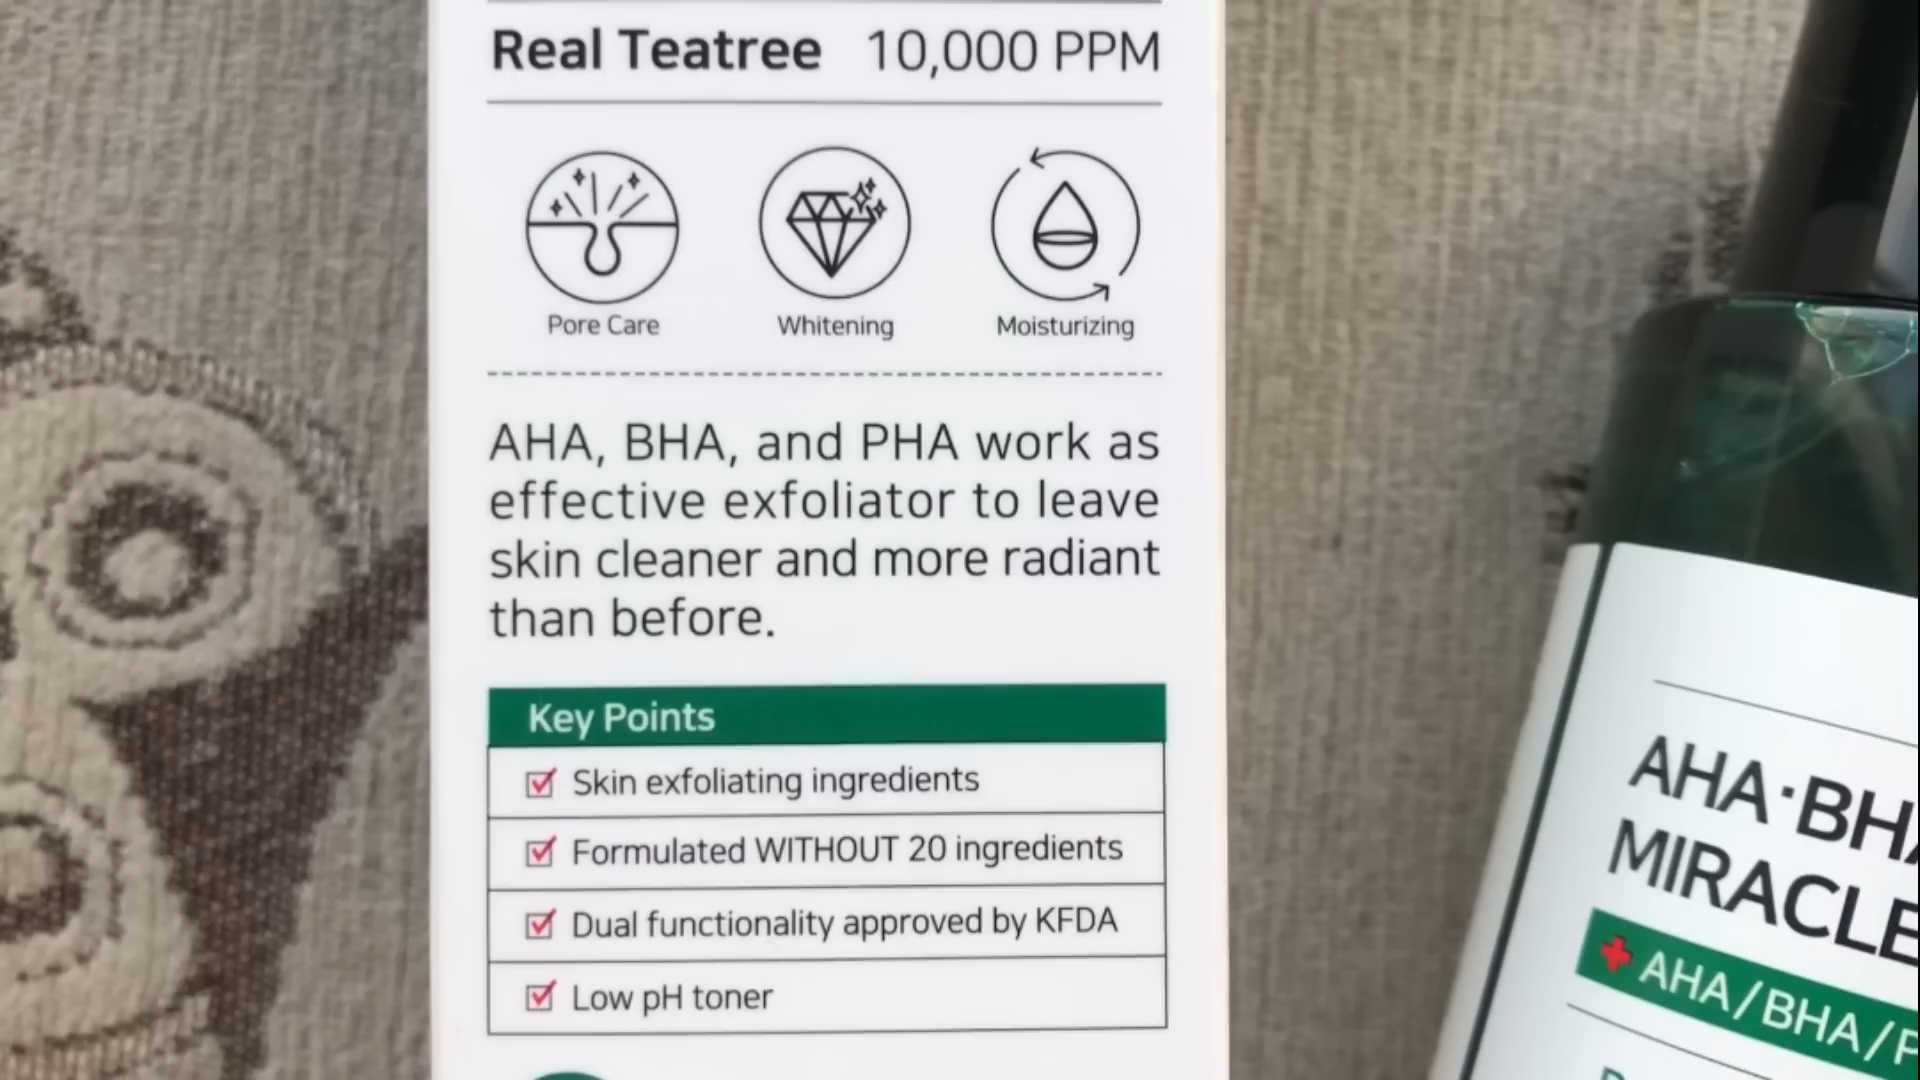 Real Teatree 10,000 PPM
Pore Care
Whitening
Moisturizing
AHA, BHA, and PHA work as
effective exfoliator to leave
skin cleaner and more radiant
than before.
Key Points
Skin exfoliating ingredients
Formulated WITHOUT 20 ingredients
Dual functionality approved by KFDA
Low pH toner
AHA·BHA
MIRACLE
AHA/BHA/P